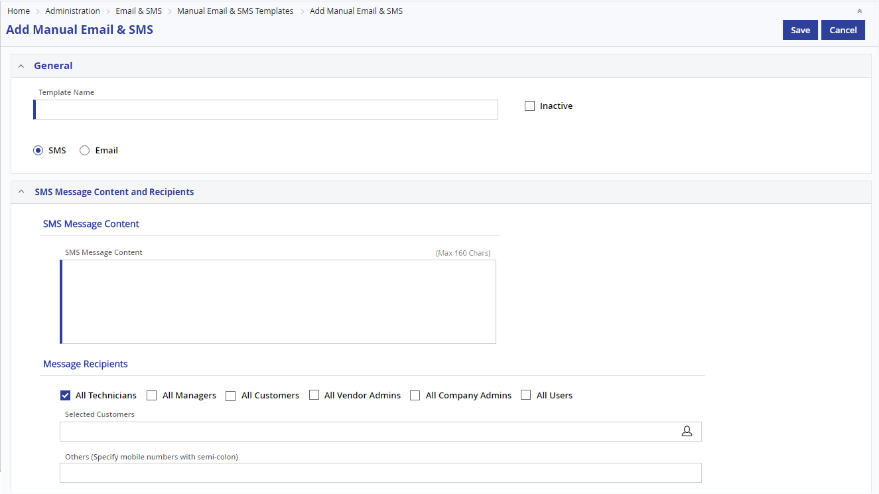 Home > Administration > Email & SMS > Manual Email & SMS Templates > Add Manual Email & SMS
Add Manual Email & SMS
Save Cancel
General
Template Name
Inactive
SMS Email
SMS Message Content and Recipients
SMS Message Content
SMS Message Content (Max 160 Chars)
Message Recipients
All Technicians All Managers All Customers All Vendor Admins All Company Admins All Users
Selected Customers
Others (Specify mobile numbers with semi-colon)